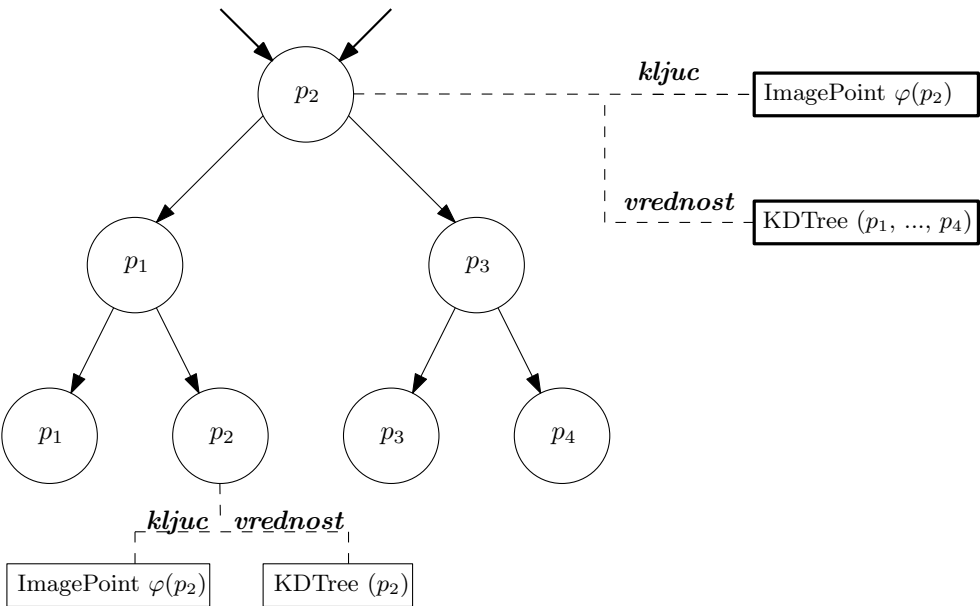 kljuc
p₂
ImagePoint φ(p₂)
vrednost
KDTree (p₁, ..., p₄)
p₁
p₃
p₁
p₂
p₃
p₄
kljuc
vrednost
ImagePoint φ(p₂)
KDTree (p₂)